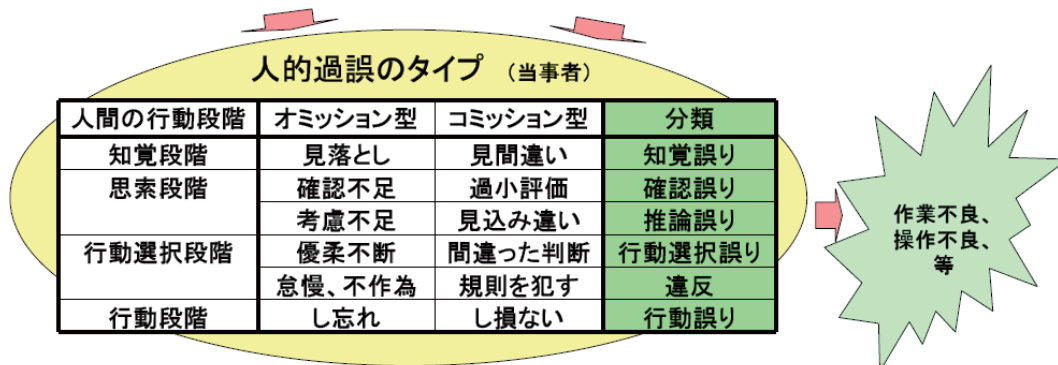 人的過誤のタイプ （当事者）
人間の行動段階 オミッション型 コミッション型 分類
知覚段階 見落とし 見間違い 知覚誤り
思索段階 確認不足 過小評価 確認誤り
考慮不足 見込み違い 推論誤り
行動選択段階 優柔不断 間違った判断 行動選択誤り
怠慢、不作為 規則を犯す 違反
行動段階 し忘れ し損ない 行動誤り
作業不良、
操作不良、
等